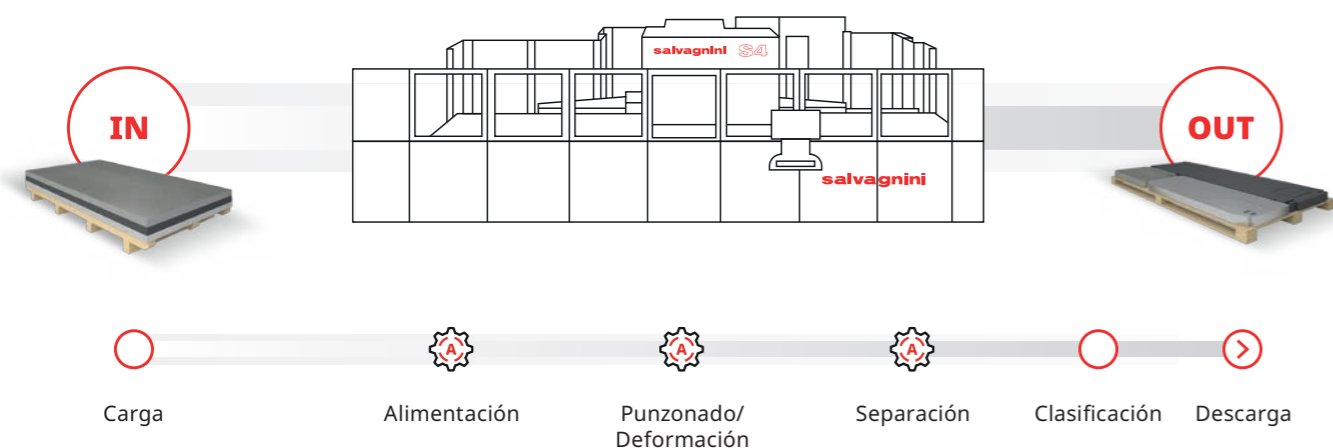 salvagnini S4
IN
OUT
salvagnini
A
A
A
Carga
Alimentación
Punzonado/
Deformación
Separación
Clasificación
Descarga